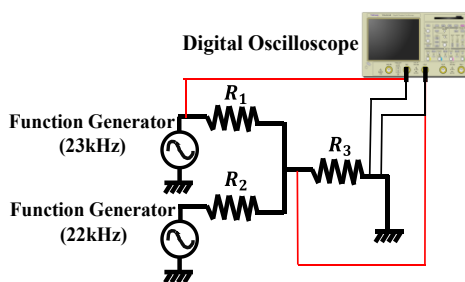 Digital Oscilloscope
R₁
Function Generator
(23kHz)
R₃
R₂
Function Generator
(22kHz)